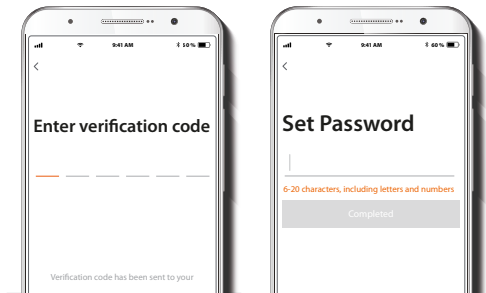 9:41 AM
50%
Enter verification code
Verification code has been sent to your
9:41 AM
60%
Set Password
6-20 characters, including letters and numbers
Completed